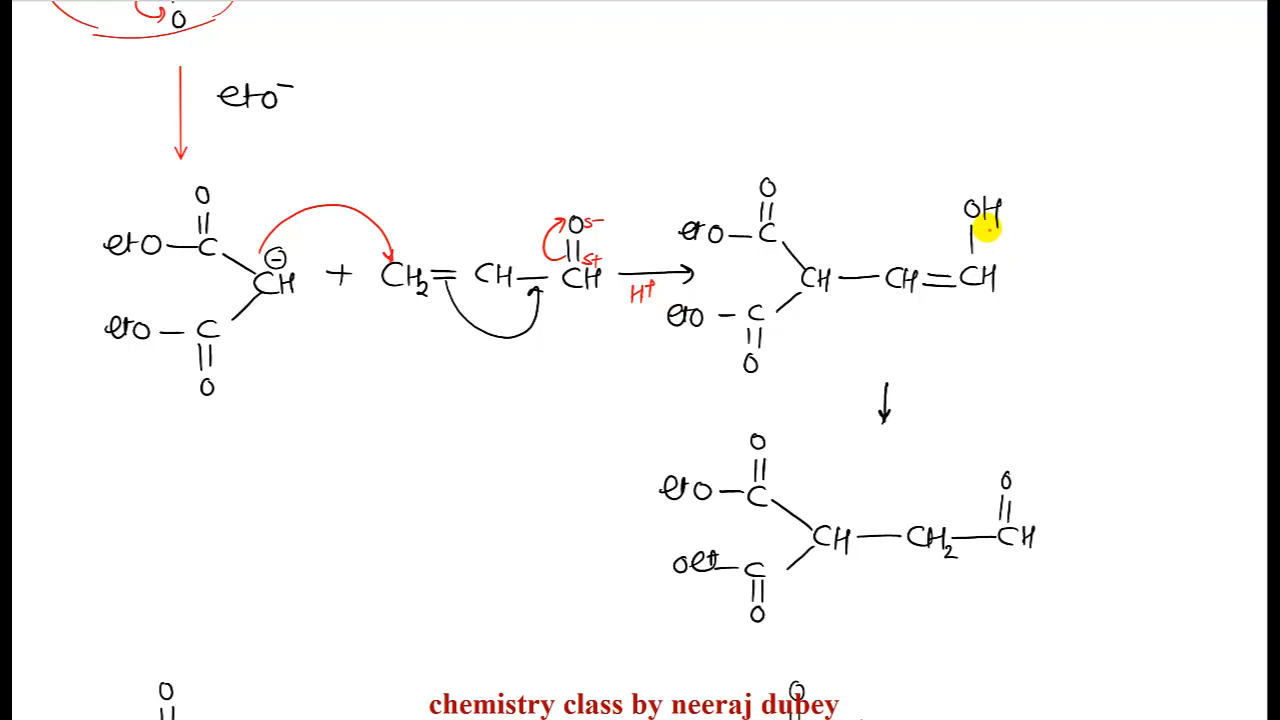 O
etO⁻
O O Oδ- O OH
etO—C ⊖ δ+ etO—C
CH + CH2=CH—CH H⁺ CH—CH=CH
etO—C etO—C
O O
O O
etO—C
CH—CH2—CH
Oet—C
O
O O
chemistry class by neeraj dubey